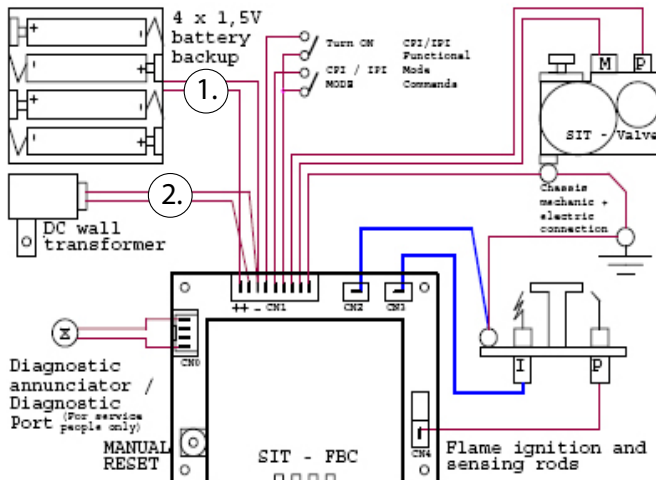 4 x 1,5V
battery
backup
+
-
-
+
+
-
-
+
1.
2.
Turn ON
CPI / IPI
MODE
CPI/IPI
Functional
Mode
Commands
M
P
SIT - Valve
Chassis
mechanic +
electric
connection
DC wall
transformer
++ - CN1
CN2
CN3
CN0
Diagnostic
annunciator /
Diagnostic
Port (For service
people only)
MANUAL
RESET
SIT - FBC
I
P
CN4
Flame ignition and
sensing rods